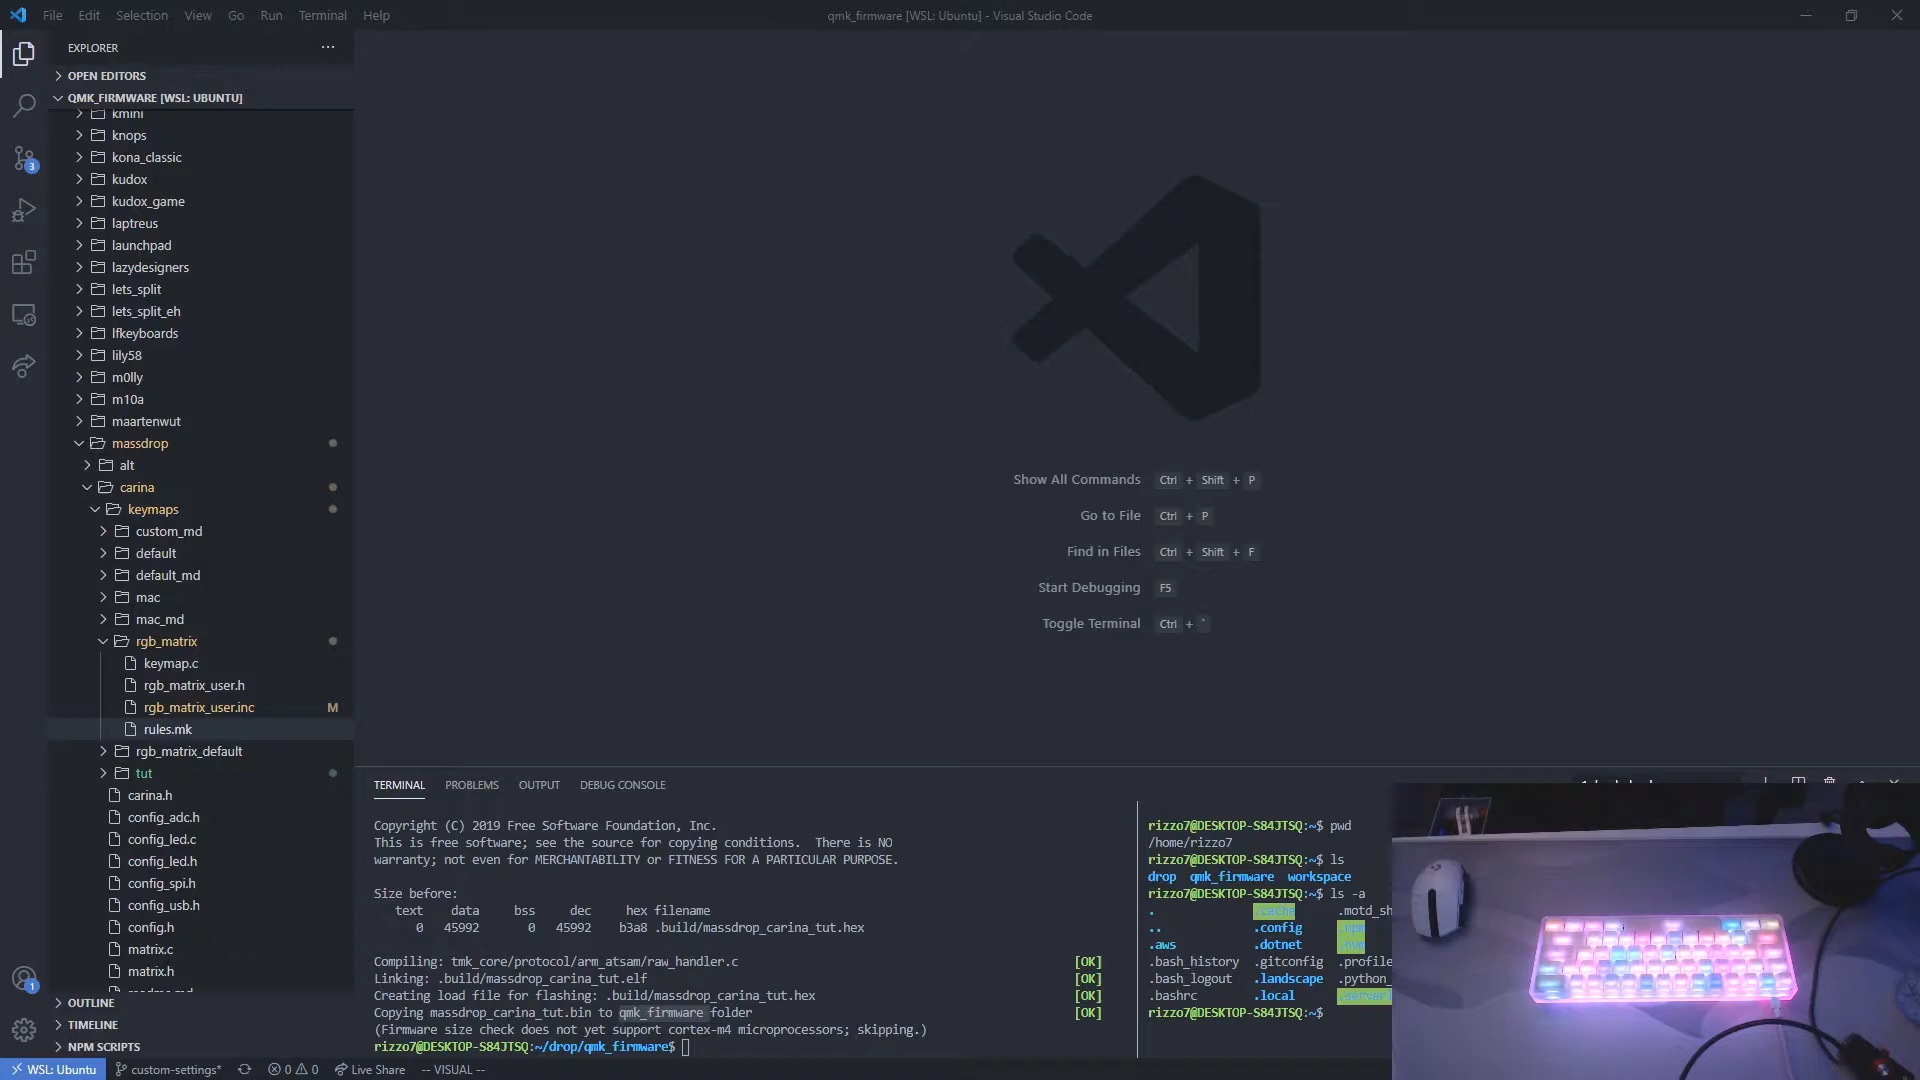 File Edit Selection View Go Run Terminal Help
qmk_firmware [WSL: Ubuntu] - Visual Studio Code
EXPLORER
OPEN EDITORS
QMK_FIRMWARE [WSL: UBUNTU]
kmini
knops
kona_classic
kudox
kudox_game
laptreus
launchpad
lazydesigners
lets_split
lets_split_eh
lfkeyboards
lily58
m0lly
m10a
maartenwut
massdrop
alt
carina
keymaps
custom_md
default
default_md
mac
mac_md
rgb_matrix
keymap.c
rgb_matrix_user.h
rgb_matrix_user.inc M
rules.mk
rgb_matrix_default
tut
carina.h
config_adc.h
config_led.c
config_led.h
config_spi.h
config_usb.h
config.h
matrix.c
matrix.h
OUTLINE
TIMELINE
NPM SCRIPTS
3
1
Show All Commands Ctrl + Shift + P
Go to File Ctrl + P
Find in Files Ctrl + Shift + F
Start Debugging F5
Toggle Terminal Ctrl + `
TERMINAL PROBLEMS OUTPUT DEBUG CONSOLE
Copyright (C) 2019 Free Software Foundation, Inc.
This is free software; see the source for copying conditions. There is NO
warranty; not even for MERCHANTABILITY or FITNESS FOR A PARTICULAR PURPOSE.
Size before:
text data bss dec hex filename
0 45992 0 45992 b3a8 .build/massdrop_carina_tut.hex
Compiling: tmk_core/protocol/arm_atsam/raw_handler.c [OK]
Linking: .build/massdrop_carina_tut.elf [OK]
Creating load file for flashing: .build/massdrop_carina_tut.hex [OK]
Copying massdrop_carina_tut.bin to qmk_firmware folder [OK]
(Firmware size check does not yet support cortex-m4 microprocessors; skipping.)
rizzo7@DESKTOP-S84JTSQ:~/drop/qmk_firmware$
rizzo7@DESKTOP-S84JTSQ:~$ pwd
/home/rizzo7
rizzo7@DESKTOP-S84JTSQ:~$ ls
drop qmk_firmware workspace
rizzo7@DESKTOP-S84JTSQ:~$ ls -a
. .cache .motd_sh
.. .config .npm
.aws .dotnet .nvm
.bash_history .gitconfig .profile
.bash_logout .landscape .python_
.bashrc .local
rizzo7@DESKTOP-S84JTSQ:~$
WSL: Ubuntu custom-settings* 0 0 Live Share -- VISUAL --